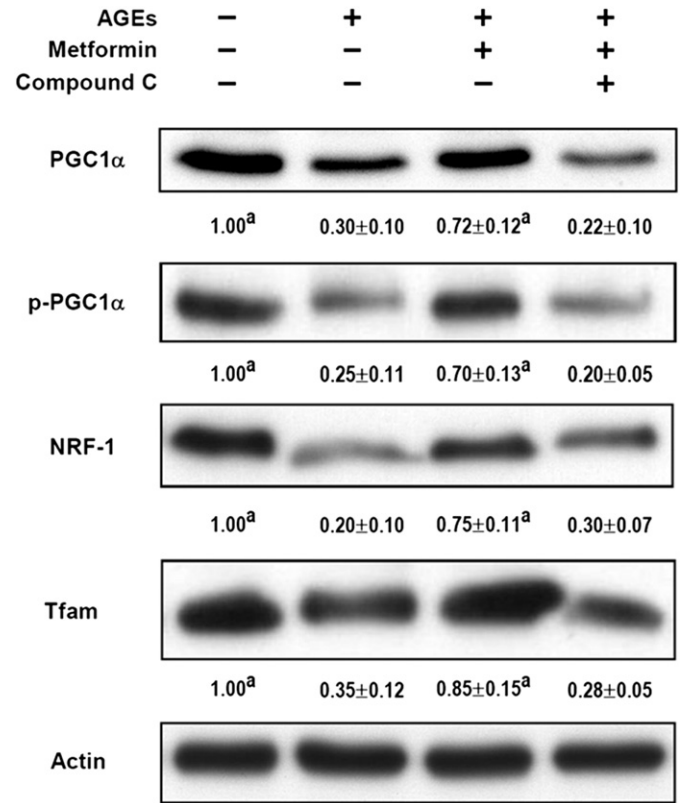 AGEs − + + +
Metformin − − + +
Compound C − − − +
PGC1α
1.00a 0.30±0.10 0.72±0.12a 0.22±0.10
p-PGC1α
1.00a 0.25±0.11 0.70±0.13a 0.20±0.05
NRF-1
1.00a 0.20±0.10 0.75±0.11a 0.30±0.07
Tfam
1.00a 0.35±0.12 0.85±0.15a 0.28±0.05
Actin